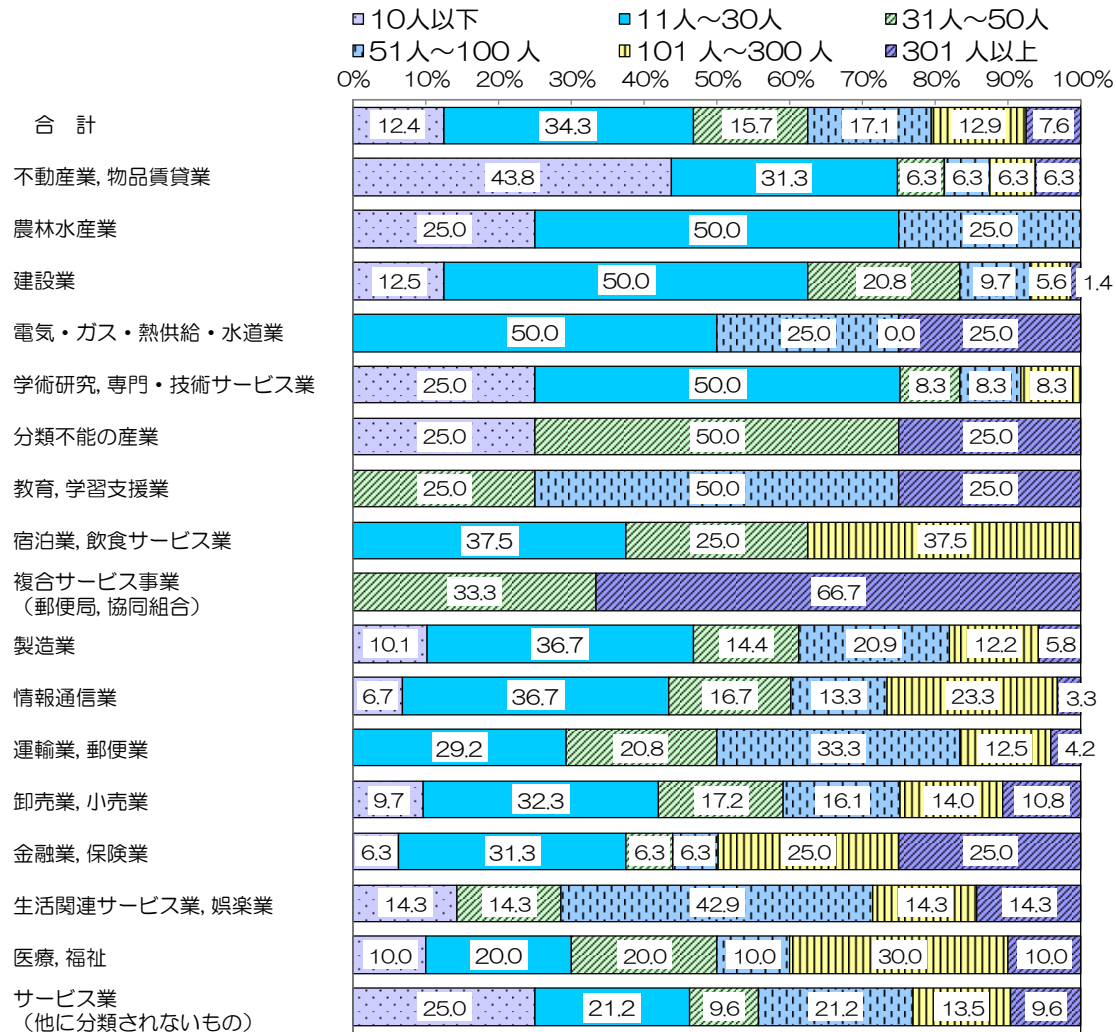 10人以下 11人～30人 31人～50人
51人～100 人 101 人～300 人 301 人以上
0% 10% 20% 30% 40% 50% 60% 70% 80% 90% 100%
合 計 12.4 34.3 15.7 17.1 12.9 7.6
不動産業, 物品賃貸業 43.8 31.3 6.3 6.3 6.3 6.3
農林水産業 25.0 50.0 25.0
建設業 12.5 50.0 20.8 9.7 5.6 1.4
電気・ガス・熱供給・水道業 50.0 25.0 0.0 25.0
学術研究, 専門・技術サービス業 25.0 50.0 8.3 8.3 8.3
分類不能の産業 25.0 50.0 25.0
教育, 学習支援業 25.0 50.0 25.0
宿泊業, 飲食サービス業 37.5 25.0 37.5
複合サービス事業
（郵便局, 協同組合） 33.3 66.7
製造業 10.1 36.7 14.4 20.9 12.2 5.8
情報通信業 6.7 36.7 16.7 13.3 23.3 3.3
運輸業, 郵便業 29.2 20.8 33.3 12.5 4.2
卸売業, 小売業 9.7 32.3 17.2 16.1 14.0 10.8
金融業, 保険業 6.3 31.3 6.3 6.3 25.0 25.0
生活関連サービス業, 娯楽業 14.3 14.3 42.9 14.3 14.3
医療, 福祉 10.0 20.0 20.0 10.0 30.0 10.0
サービス業
（他に分類されないもの） 25.0 21.2 9.6 21.2 13.5 9.6